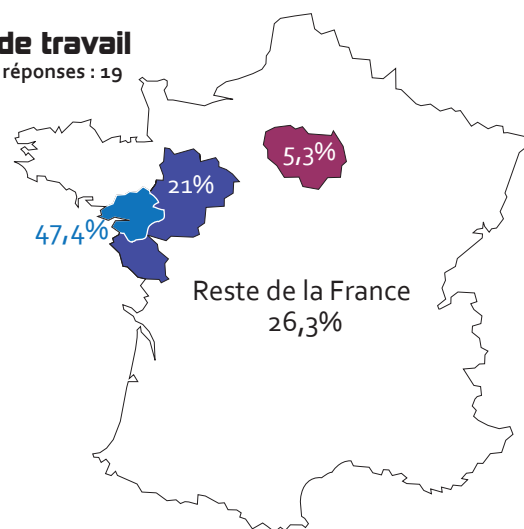 de travail
réponses : 19
5,3%
21%
47,4%
Reste de la France
26,3%